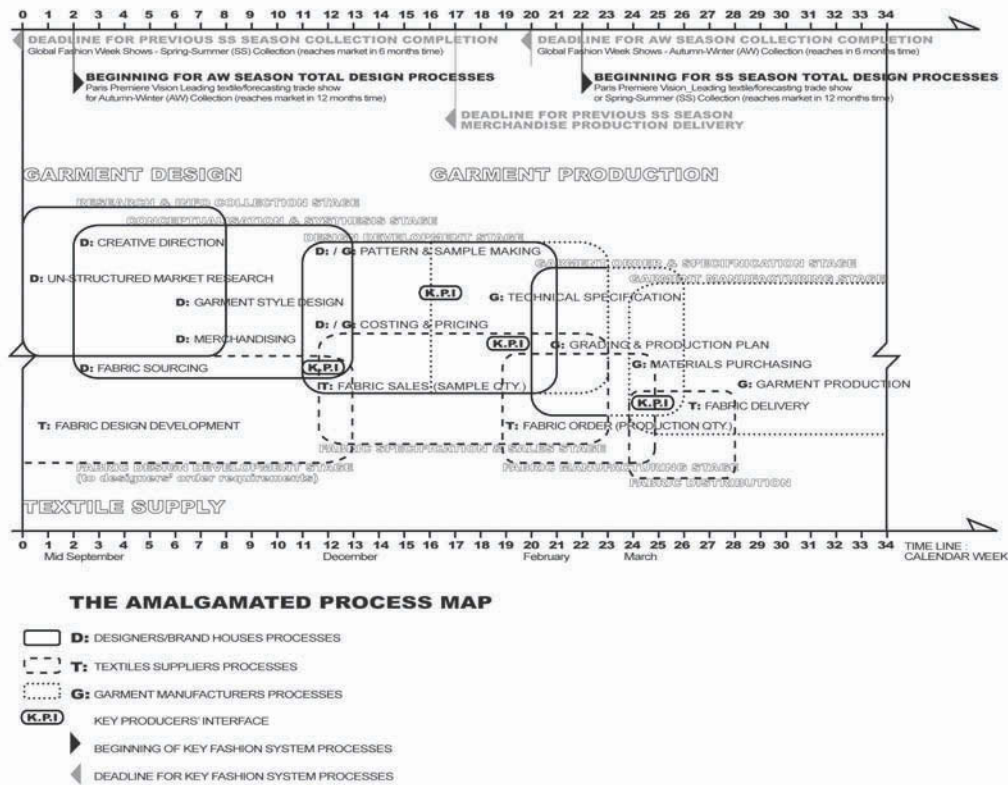 0 1 2 3 4 5 6 7 8 9 10 11 12 13 14 15 16 17 18 19 20 21 22 23 24 25 26 27 28 29 30 31 32 33 34
DEADLINE FOR PREVIOUS SS SEASON COLLECTION COMPLETION
Global Fashion Week Shows - Spring-Summer (SS) Collection (reaches market in 6 months time)
DEADLINE FOR AW SEASON COLLECTION COMPLETION
Global Fashion Week Shows - Autumn-Winter (AW) Collection (reaches market in 6 months time)
BEGINNING FOR AW SEASON TOTAL DESIGN PROCESSES
Paris Premiere Vision Leading textile/forecasting trade show
for Autumn-Winter (AW) Collection (reaches market in 12 months time)
BEGINNING FOR SS SEASON TOTAL DESIGN PROCESSES
Paris Premiere Vision_Leading textile/forecasting trade show
or Spring-Summer (SS) Collection (reaches market in 12 months time)
DEADLINE FOR PREVIOUS SS SEASON
MERCHANDISE PRODUCTION DELIVERY
GARMENT DESIGN
GARMENT PRODUCTION
RESEARCH & INFO COLLECTION STAGE
CONCEPTUALISATION & SYSTHESIS STAGE
DESIGN DEVELOPMENT STAGE
D: CREATIVE DIRECTION
D: / G: PATTERN & SAMPLE MAKING
GARMENT ORDER & SPECIFNICATION STAGE
D: UN-STRUCTURED MARKET RESEARCH
GARMENT MANUFACTURING STAGE
K.P.I
D: GARMENT STYLE DESIGN
G: TECHNICAL SPECIFICATION
D: / G: COSTING & PRICING
D: MERCHANDISING
K.P.I
G: GRADING & PRODUCTION PLAN
D: FABRIC SOURCING
K.P.I
G: MATERIALS PURCHASING
T: FABRIC SALES (SAMPLE QTY.)
G: GARMENT PRODUCTION
K.P.I
T: FABRIC DELIVERY
T: FABRIC DESIGN DEVELOPMENT
T: FABRIC ORDER (PRODUCTION QTY.)
FABRIC SPECIFICATION & SALES STAGE
FABRIC DESIGN DEVELOPMENT STAGE
(to designers' order requirements)
FABRIC MANUFACTURING STAGE
FABRIC DISTRIBUTION
TEXTILE SUPPLY
0 1 2 3 4 5 6 7 8 9 10 11 12 13 14 15 16 17 18 19 20 21 22 23 24 25 26 27 28 29 30 31 32 33 34
Mid September
December
February
March
TIME LINE :
CALENDAR WEEK
THE AMALGAMATED PROCESS MAP
D: DESIGNERS/BRAND HOUSES PROCESSES
T: TEXTILES SUPPLIERS PROCESSES
G: GARMENT MANUFACTURERS PROCESSES
K.P.I KEY PRODUCERS' INTERFACE
BEGINNING OF KEY FASHION SYSTEM PROCESSES
DEADLINE FOR KEY FASHION SYSTEM PROCESSES